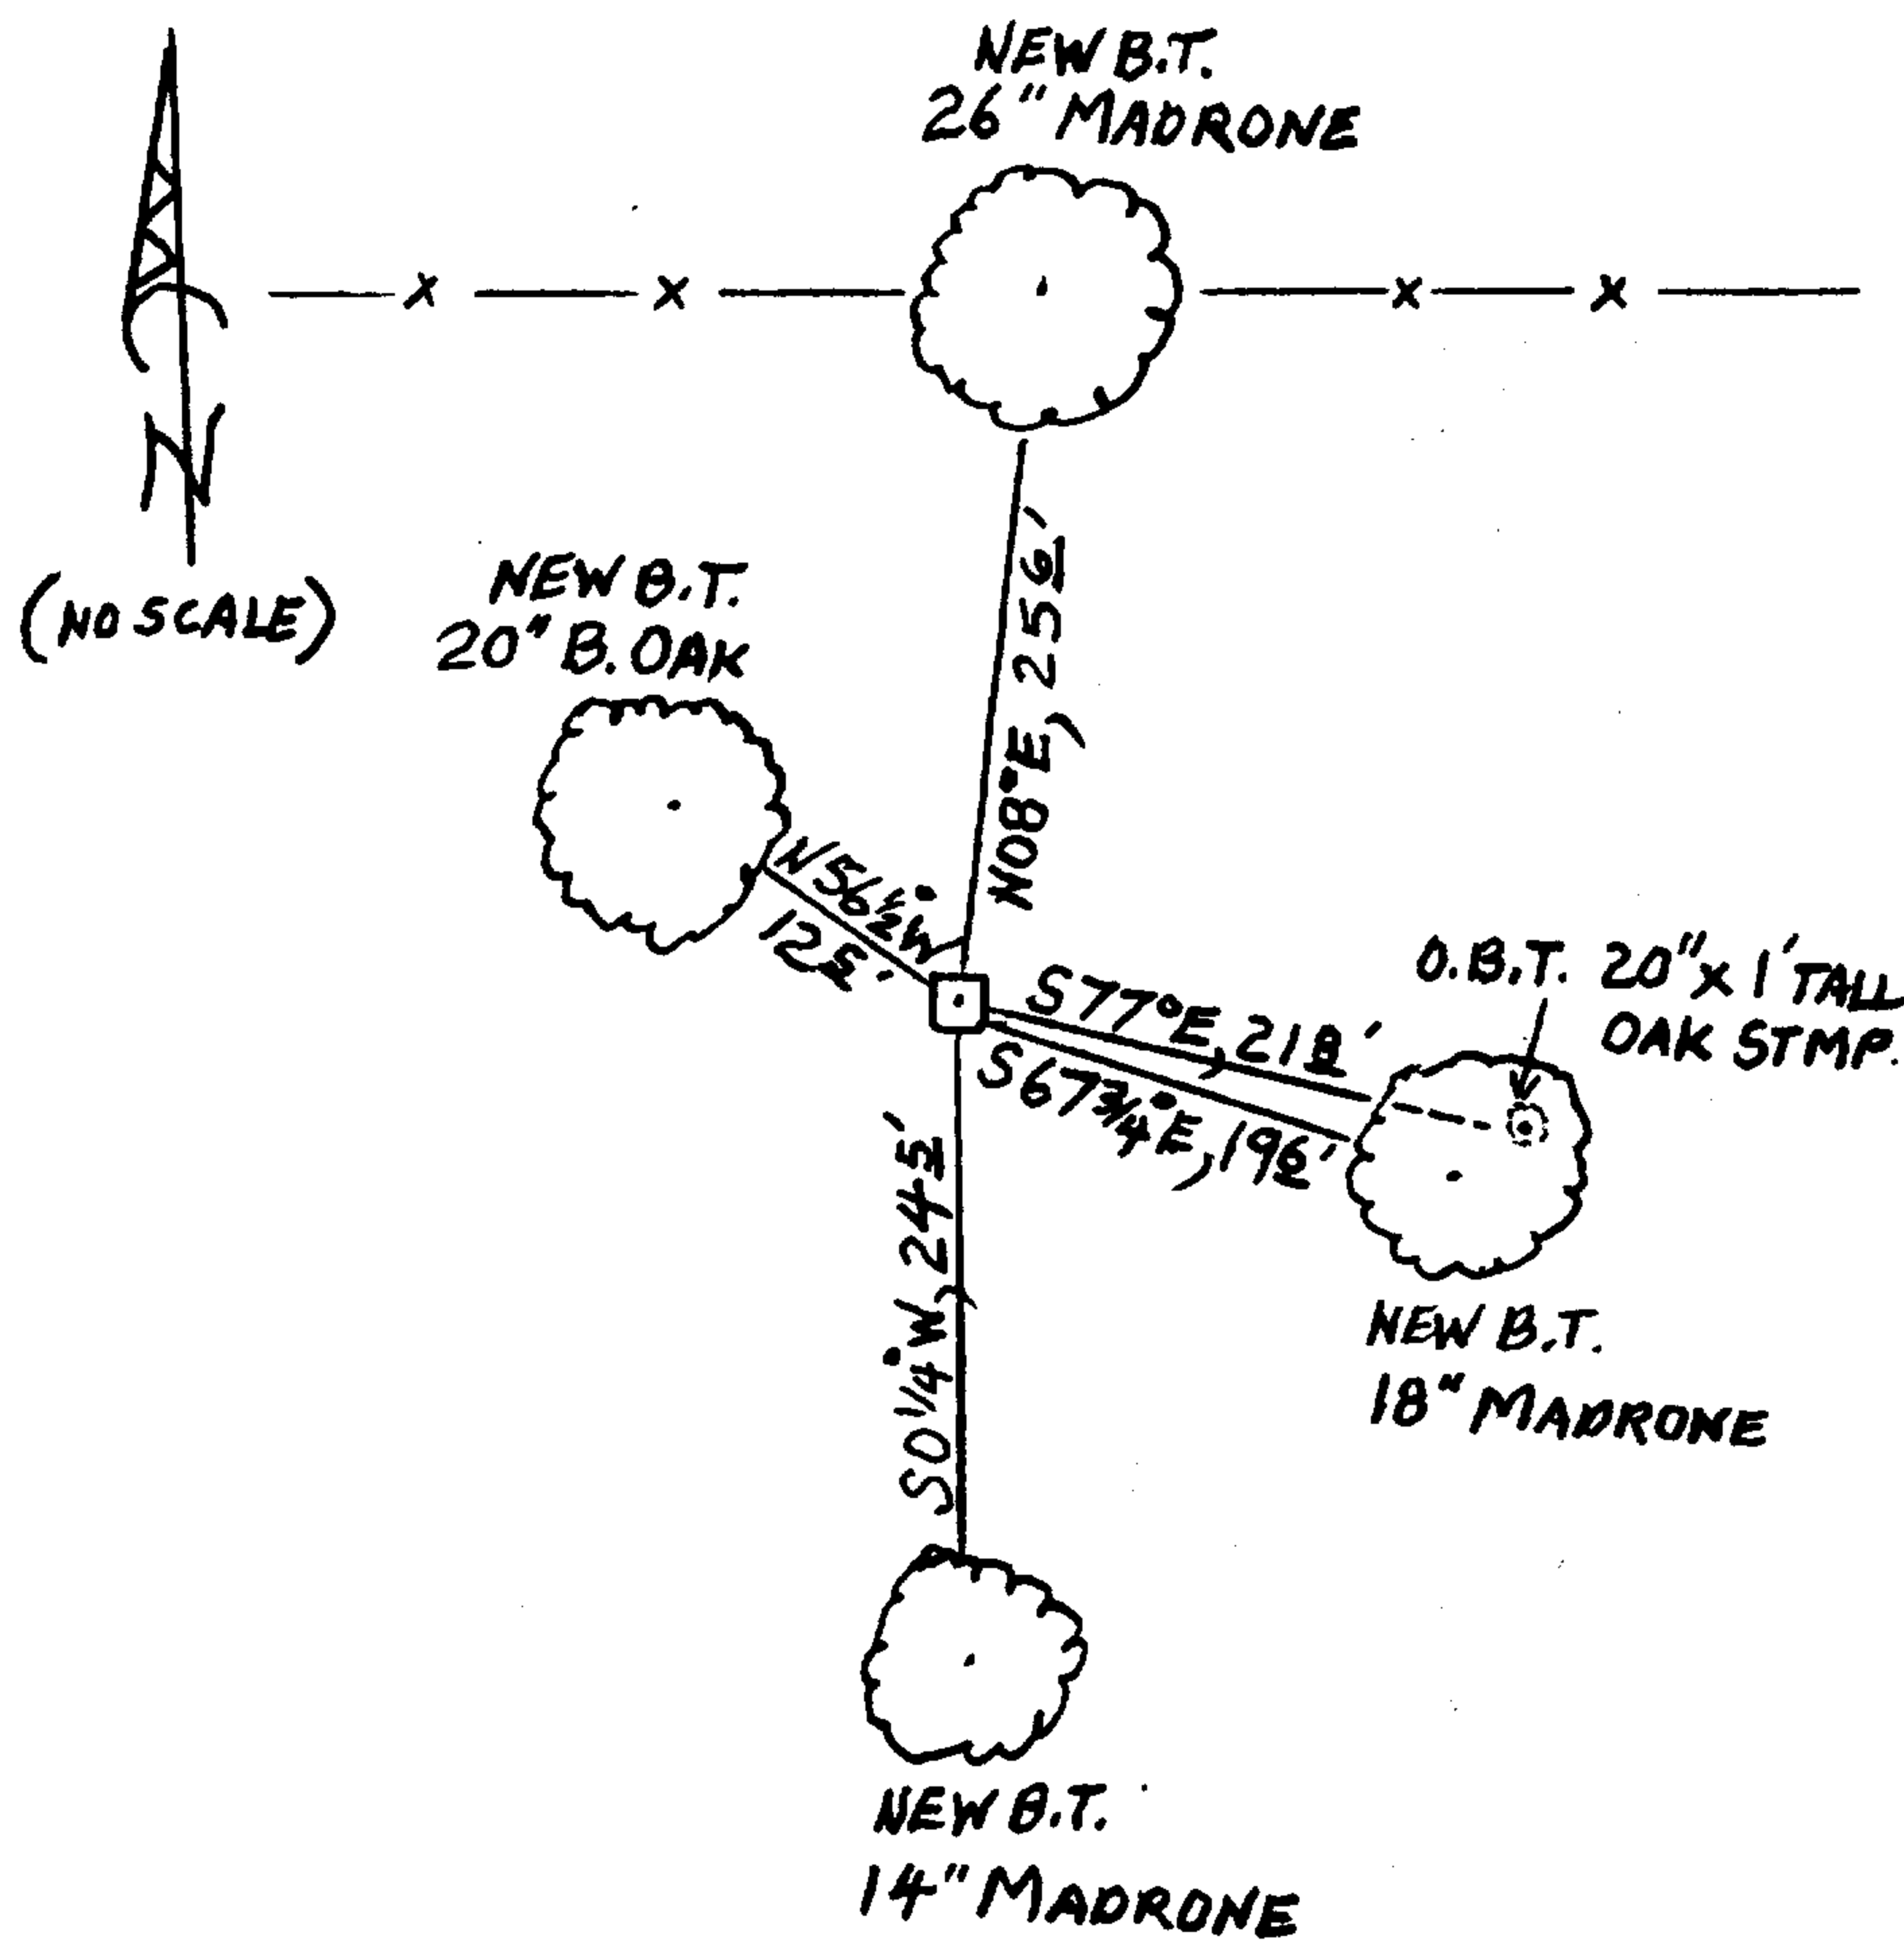 NEW B.T.
26" MADRONE
N
(NO SCALE)
NEW B.T.
20" B. OAK
N08°E, 256'
N56½°W
125'
S77°E, 218'
O.B.T. 20" x 1' TALL
OAK STMP.
S67¾°E, 196'
S0¼°W, 245'
NEW B.T.
18" MADRONE
NEW B.T.
14" MADRONE